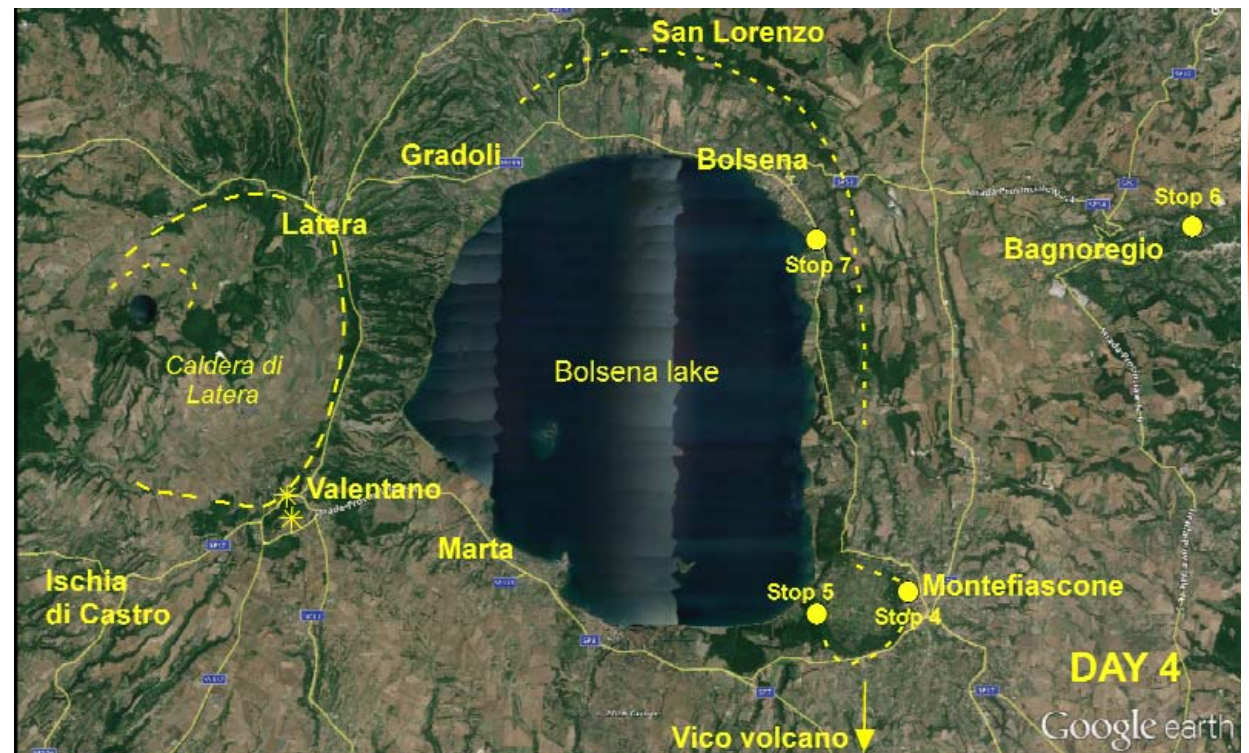 San Lorenzo
Gradoli
Bolsena
Stop 6
Latera
Bagnoregio
Stop 7
Caldera di
Latera
Bolsena lake
Valentano
Marta
Ischia
di Castro
Stop 5
Montefiascone
Stop 4
DAY 4
Vico volcano
Google earth